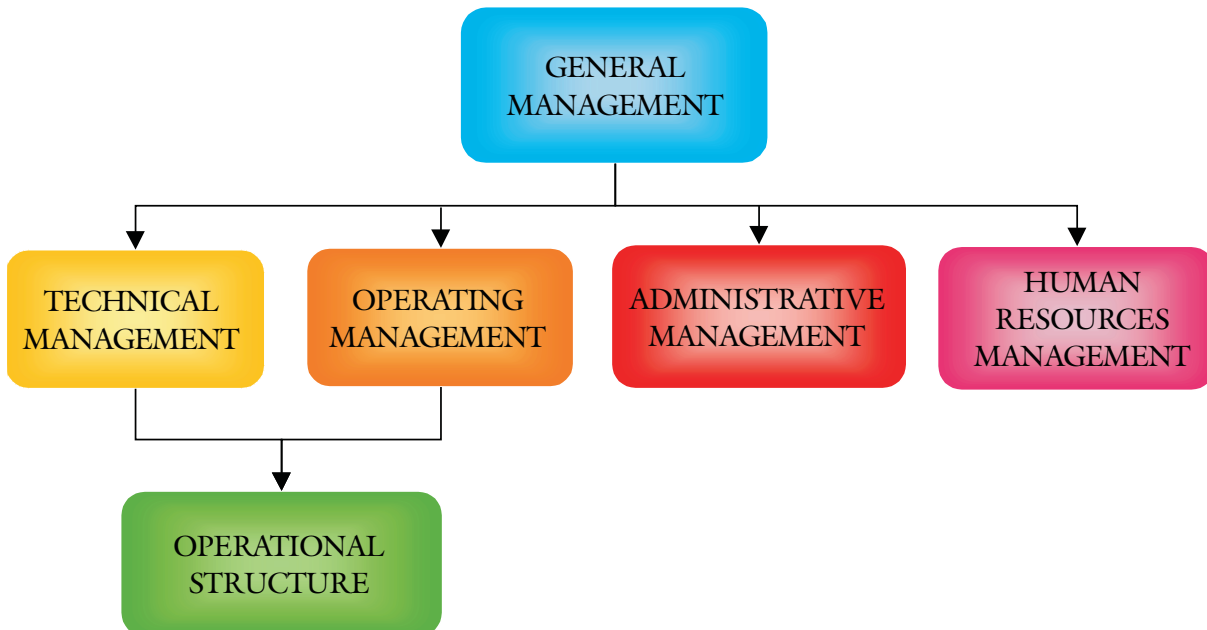 GENERAL
MANAGEMENT
TECHNICAL
MANAGEMENT
OPERATING
MANAGEMENT
ADMINISTRATIVE
MANAGEMENT
HUMAN
RESOURCES
MANAGEMENT
OPERATIONAL
STRUCTURE